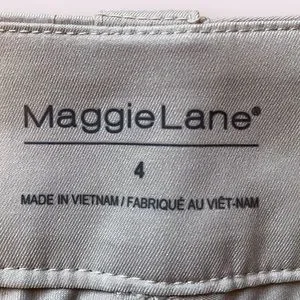 MaggieLane®
4
MADE IN VIETNAM / FABRIQUÉ AU VIÊT-NAM